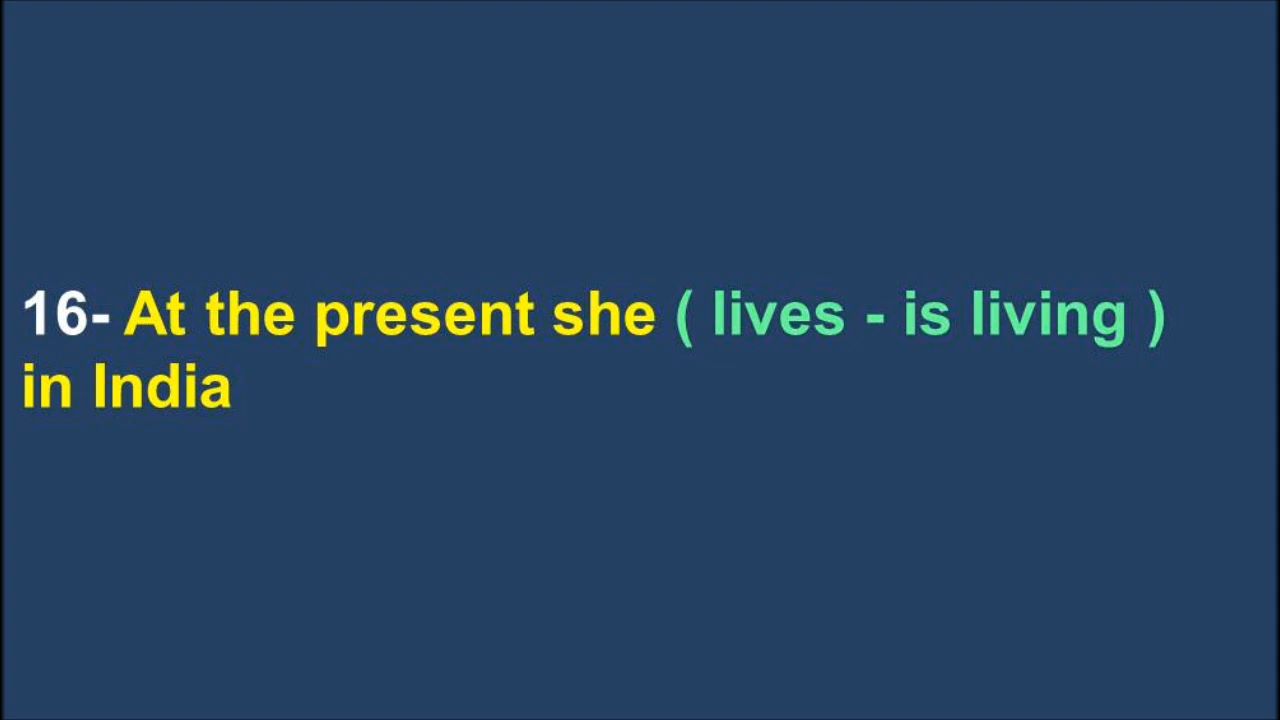 16- At the present she ( lives - is living )
in India